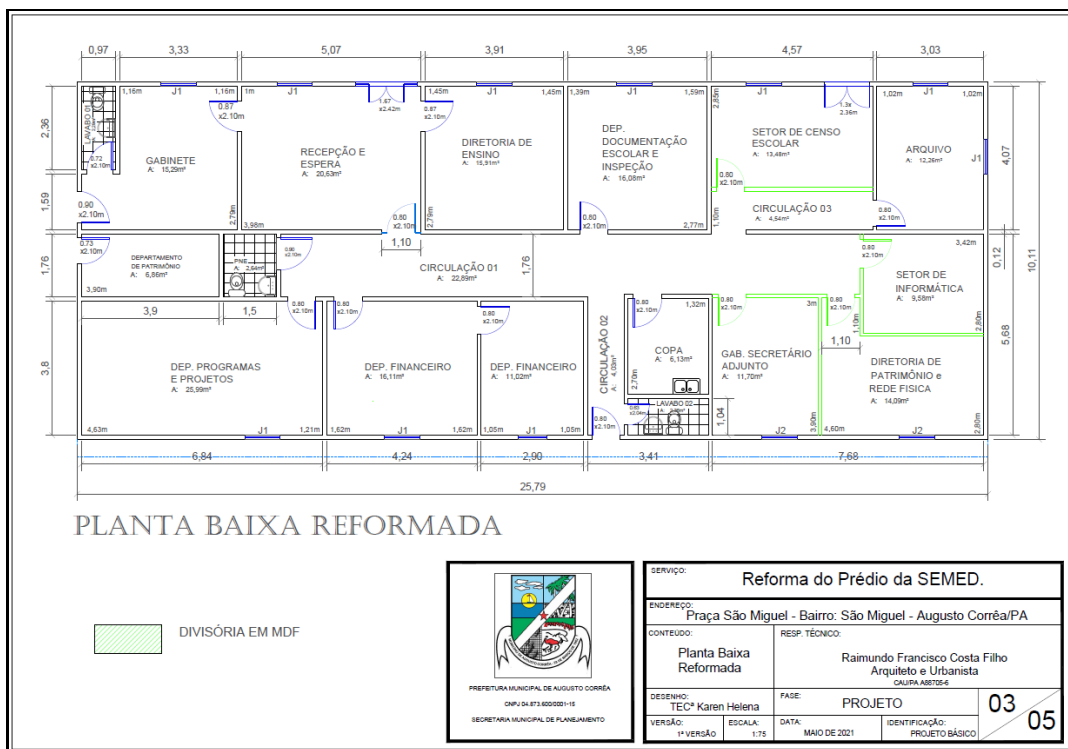 0,97 3,33 5,07 3,91 3,95 4,57 3,03
1,16m J1 1,16m 1m J1 1,45m J1 1,45m 1,39m J1 1,59m J1 1,02m J1 1,02m
2,36
LAVABO 01
0.72
x2.10m
0.87
x2.10m
1.67
x2.42m
0.87
x2.10m
2,85m
2.36m
GABINETE
A: 15,29m²
RECEPÇÃO E
ESPERA
A: 20,63m²
DIRETORIA DE
ENSINO
A: 15,91m²
DEP.
DOCUMENTAÇÃO
ESCOLAR E
INSPEÇÃO
A: 16,08m²
SETOR DE CENSO
ESCOLAR
A: 13,48m²
ARQUIVO
A: 12,26m²
J1
4,07
10,11
1,59
0.90
x2.10m
2,79m
3,98m
0.80
x2.10m
2,79m
0.80
x2.10m
2,77m
0.80
x2.10m
1,10m
CIRCULAÇÃO 03
A: 4,54m²
0.80
x2.10m
1,76
0.73
x2.10m
DEPARTAMENTO
DE PATRIMÔNIO
A: 6,86m²
3,90m
PNE
A: 2,64m²
0.90
x2.10m
1,10
CIRCULAÇÃO 01
A: 22,89m²
1,76
0.80
x2.10m
3,42m
0,12
SETOR DE
INFORMÁTICA
A: 9,58m²
2,80m
3,9
1,5
0.80
x2.10m
0.80
x2.10m
0.80
x2.10m
0.80
x2.10m
1,32m
0.80
x2.10m
3m
0.80
x2.10m
1,10m
1,10
5,68
3,8
DEP. PROGRAMAS
E PROJETOS
A: 25,99m²
DEP. FINANCEIRO
A: 16,11m²
DEP. FINANCEIRO
A: 11,02m²
CIRCULAÇÃO 02
A: 4,03m²
COPA
A: 6,13m²
2,70m
GAB. SECRETÁRIO
ADJUNTO
A: 11,70m²
DIRETORIA DE
PATRIMÔNIO e
REDE FISICA
A: 14,09m²
LAVABO 02
0.80
x2.10m
1,04
3,90m
2,80m
4,63m J1 1,21m 1,62m J1 1,62m 1,05m J1 1,05m J2 4,60m J2
6,84 4,24 2,90 3,41 7,68
25,79
PLANTA BAIXA REFORMADA
DIVISÓRIA EM MDF
PREFEITURA MUNICIPAL DE AUGUSTO CORRÊA
CNPJ 04.873.600/0001-15
SECRETARIA MUNICIPAL DE PLANEJAMENTO
SERVIÇO:
Reforma do Prédio da SEMED.
ENDEREÇO:
Praça São Miguel - Bairro: São Miguel - Augusto Corrêa/PA
CONTEÚDO:
Planta Baixa
Reformada
RESP. TÉCNICO:
Raimundo Francisco Costa Filho
Arquiteto e Urbanista
CAU/PA A88705-6
DESENHO:
TECª Karen Helena
FASE:
PROJETO
03
05
VERSÃO:
1ª VERSÃO
ESCALA:
1:75
DATA:
MAIO DE 2021
IDENTIFICAÇÃO:
PROJETO BÁSICO